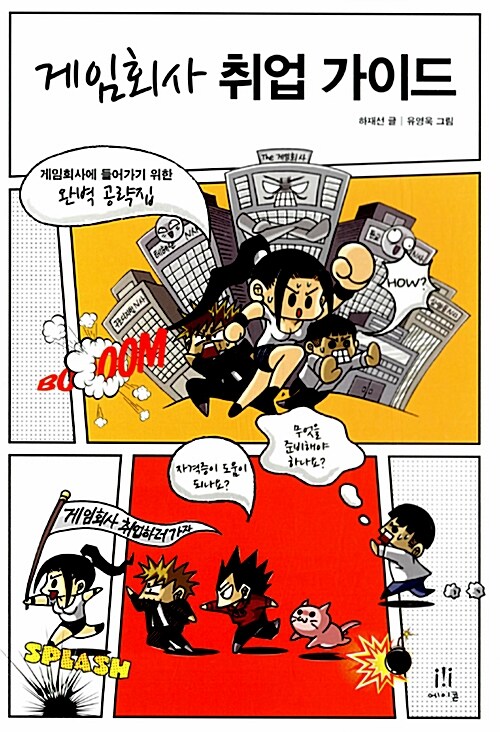 게임회사 취업 가이드
하재선 글 | 유영욱 그림
게임회사에 들어가기 위한
완벽 공략집
The 게임회사
HOW?
BOOOOM
무엇을
준비해야
하나요?
자격증이 도움이
되나요?
게임회사 취업하러 가자
SPLASH
에이콘